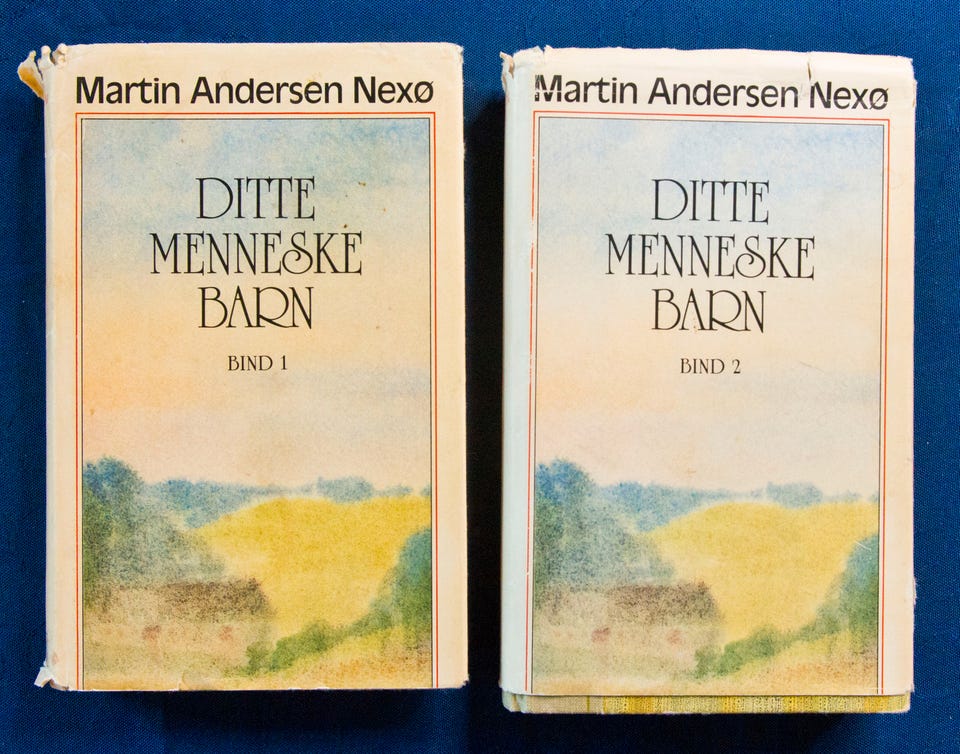 Martin Andersen Nexø
DITTE
MENNESKE
BARN
BIND 1
Martin Andersen Nexø
DITTE
MENNESKE
BARN
BIND 2